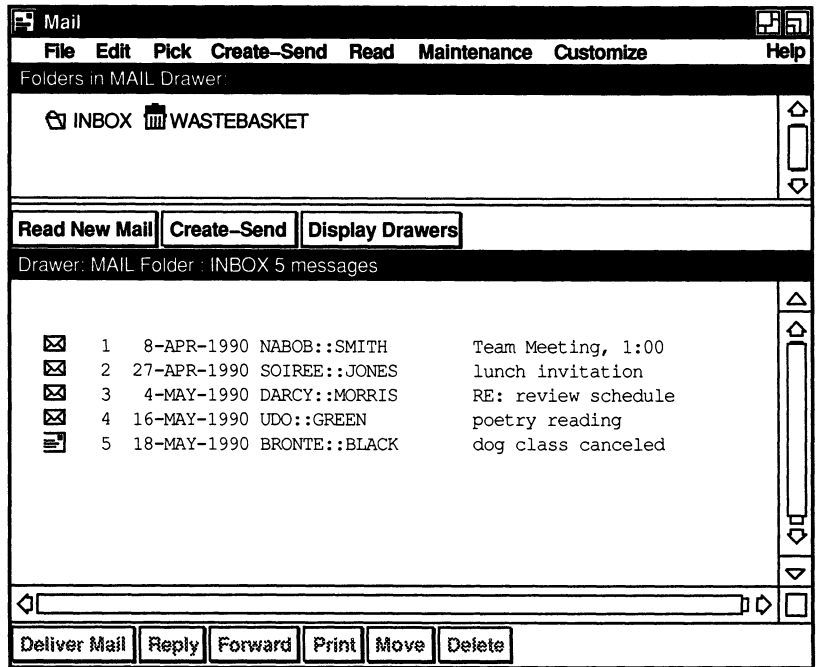 Mail
File Edit Pick Create–Send Read Maintenance Customize Help
Folders in MAIL Drawer:
INBOX WASTEBASKET
Read New Mail Create–Send Display Drawers
Drawer: MAIL Folder : INBOX 5 messages
1 8-APR-1990 NABOB::SMITH Team Meeting, 1:00
2 27-APR-1990 SOIREE::JONES lunch invitation
3 4-MAY-1990 DARCY::MORRIS RE: review schedule
4 16-MAY-1990 UDO::GREEN poetry reading
5 18-MAY-1990 BRONTE::BLACK dog class canceled
Deliver Mail Reply Forward Print Move Delete